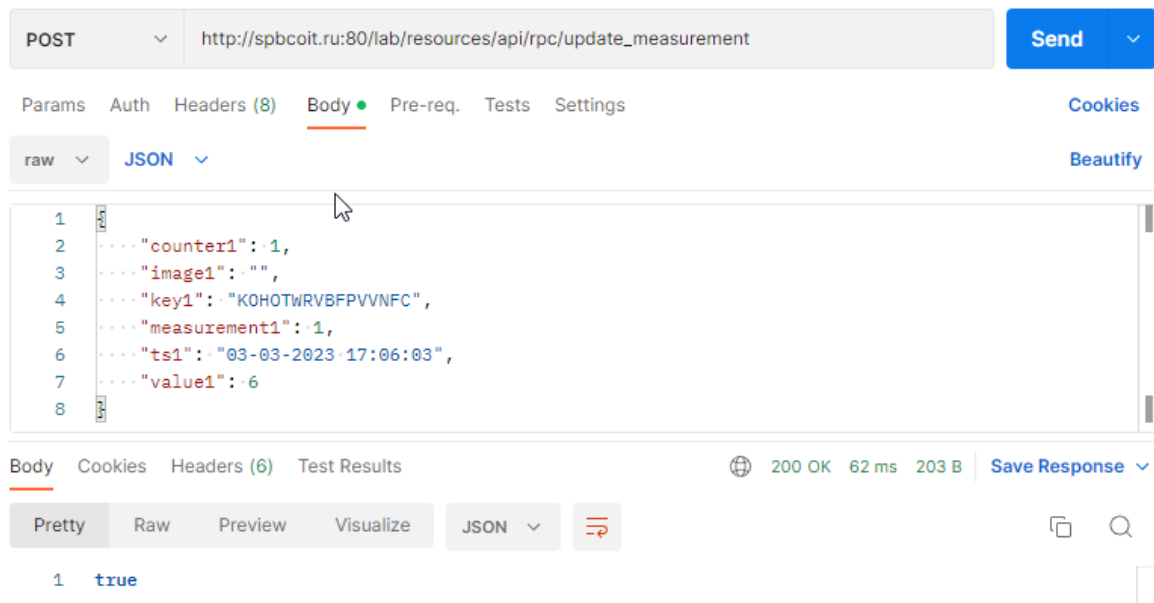 POST http://spbcoit.ru:80/lab/resources/api/rpc/update_measurement Send
Params Auth Headers (8) Body Pre-req. Tests Settings Cookies
raw JSON Beautify
1 {
2 "counter1": 1,
3 "image1": "",
4 "key1": "KOHOTWRVBFPVVNFC",
5 "measurement1": 1,
6 "ts1": "03-03-2023 17:06:03",
7 "value1": 6
8 }
Body Cookies Headers (6) Test Results 200 OK 62 ms 203 B Save Response
Pretty Raw Preview Visualize JSON
1 true